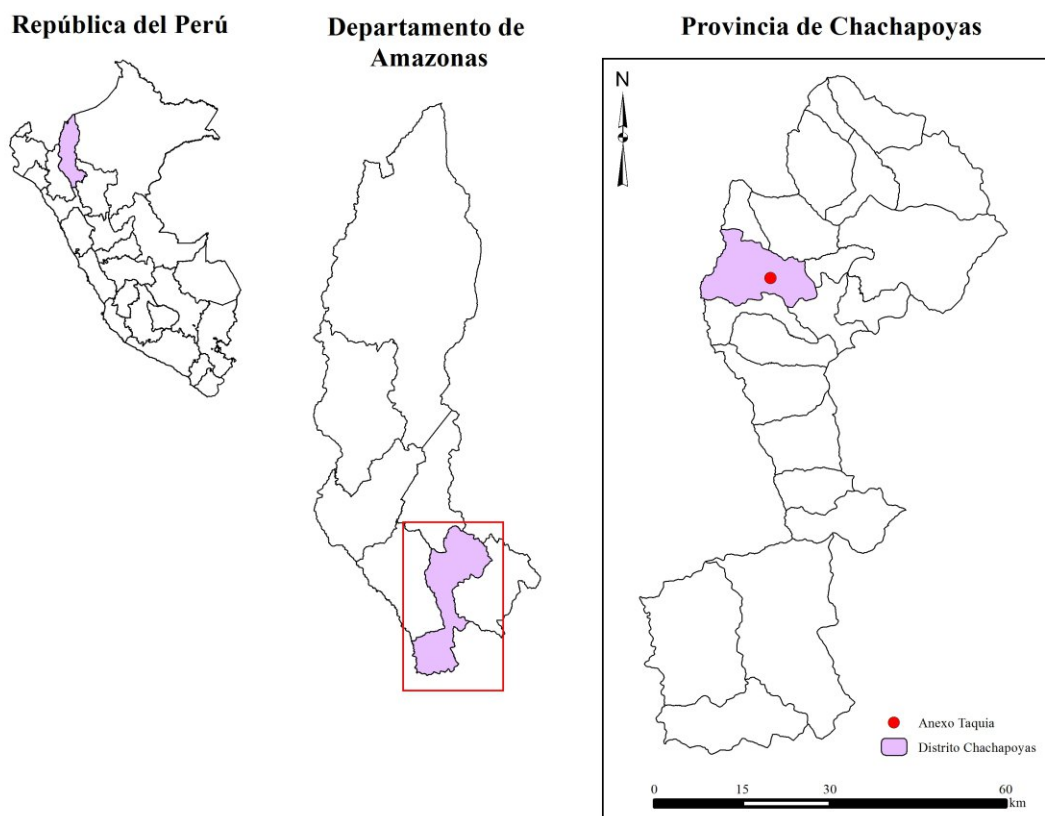 República del Perú
Departamento de
Amazonas
Provincia de Chachapoyas
N
Anexo Taquia
Distrito Chachapoyas
0 15 30 60
km